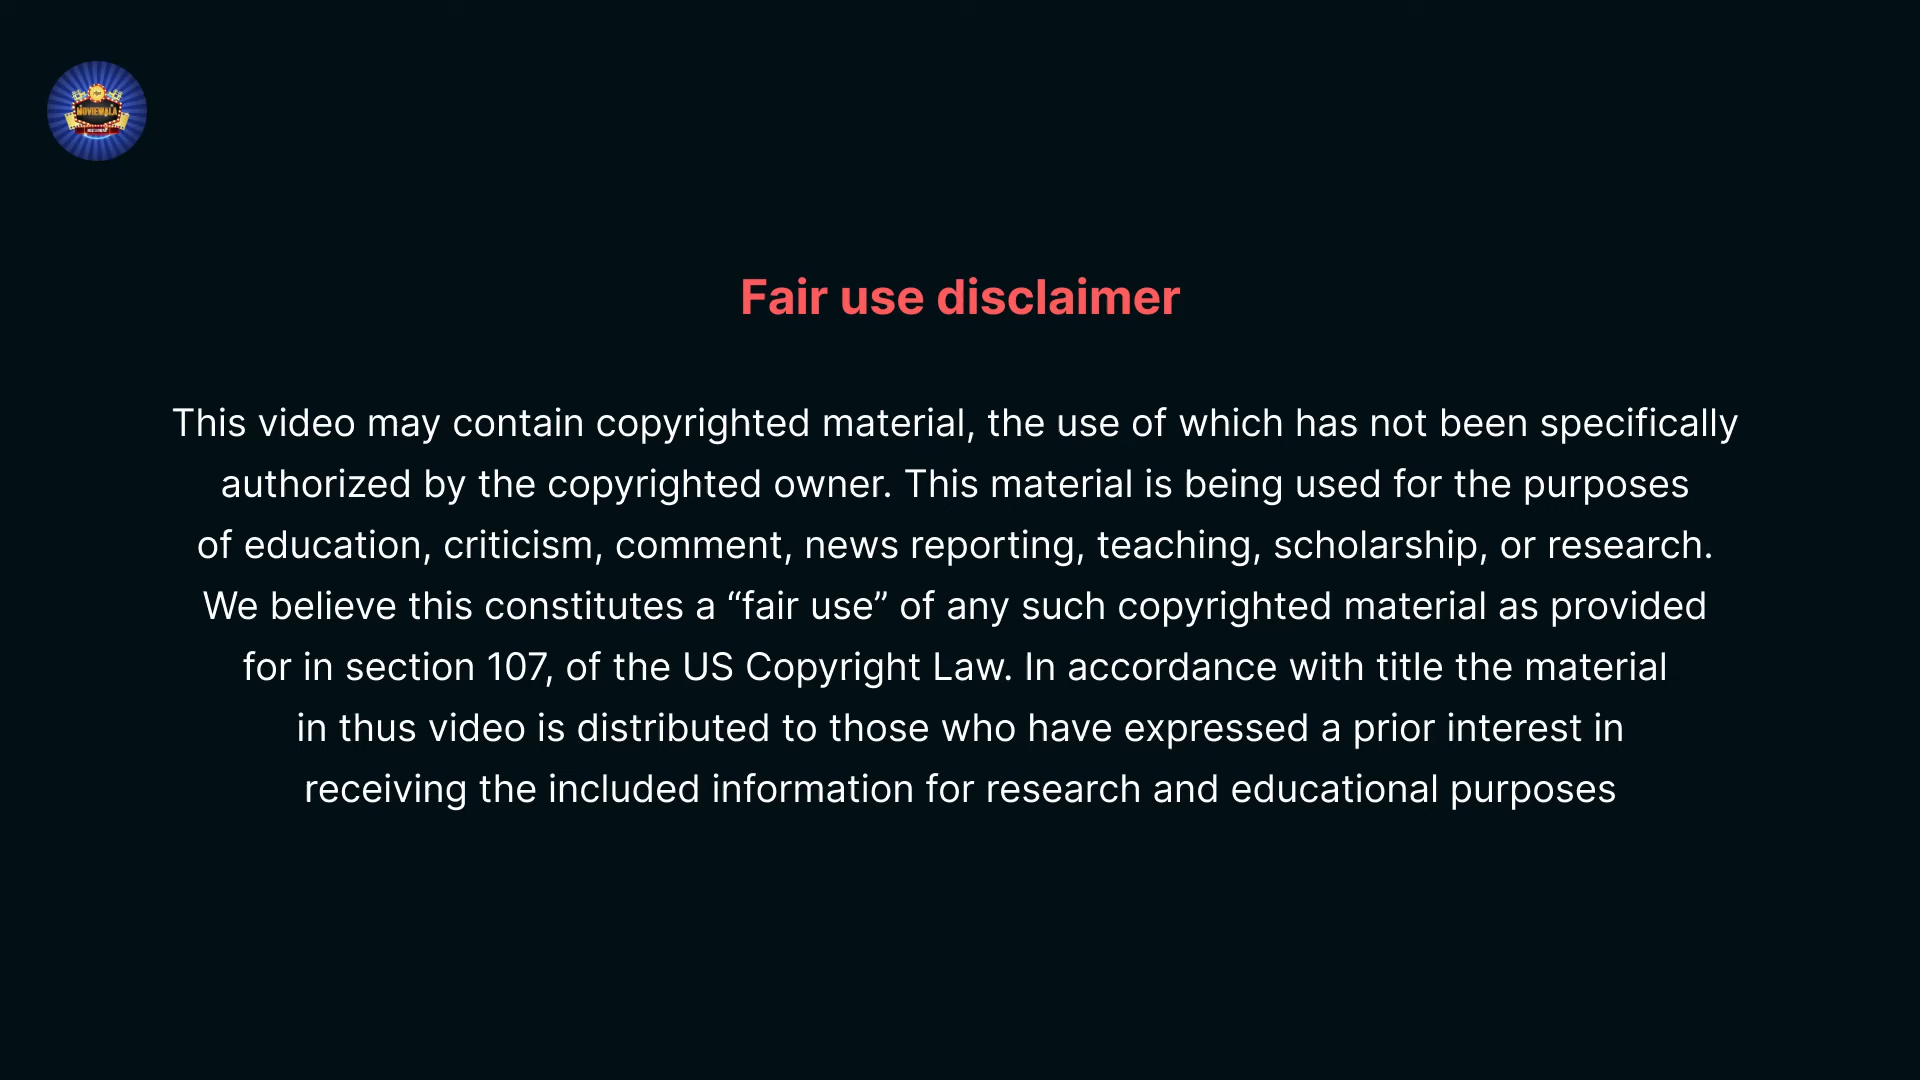 MOVIEWALA
Fair use disclaimer
This video may contain copyrighted material, the use of which has not been specifically
authorized by the copyrighted owner. This material is being used for the purposes
of education, criticism, comment, news reporting, teaching, scholarship, or research.
We believe this constitutes a “fair use” of any such copyrighted material as provided
for in section 107, of the US Copyright Law. In accordance with title the material
in thus video is distributed to those who have expressed a prior interest in
receiving the included information for research and educational purposes